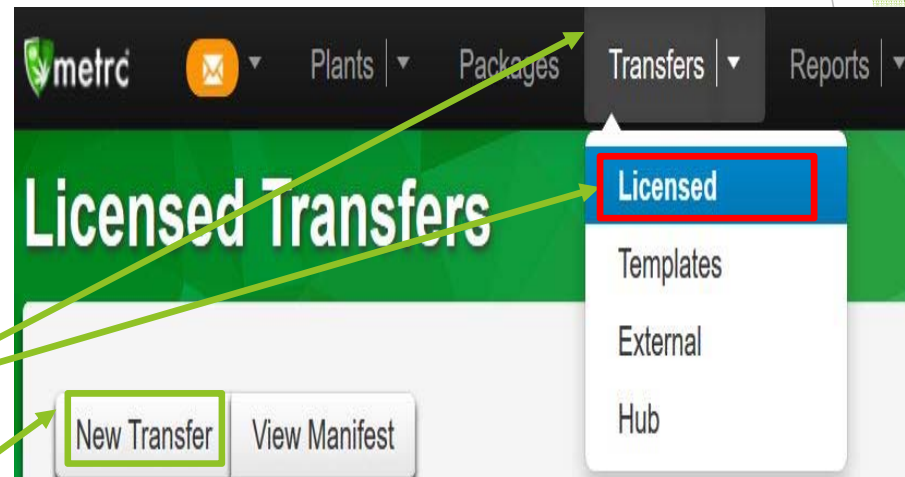 metrc Plants Packages Transfers Reports
Licensed Transfers
Licensed
Templates
External
Hub
New Transfer View Manifest